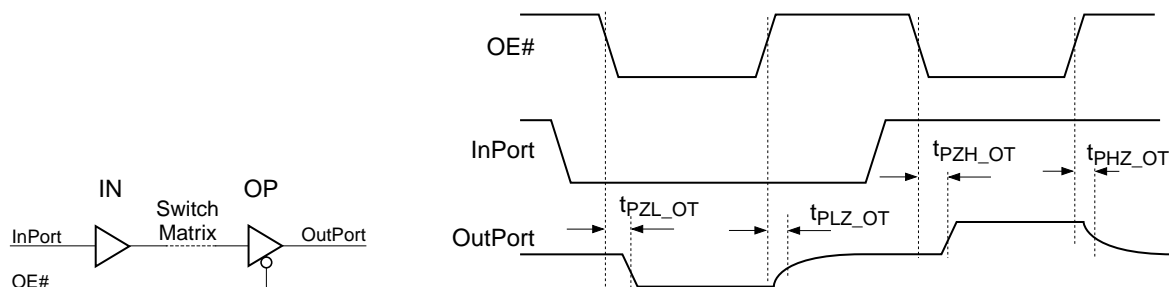 IN
OP
Switch
Matrix
InPort
OutPort
OE#
OE#
InPort
OutPort
tPZL_OT
tPLZ_OT
tPZH_OT
tPHZ_OT